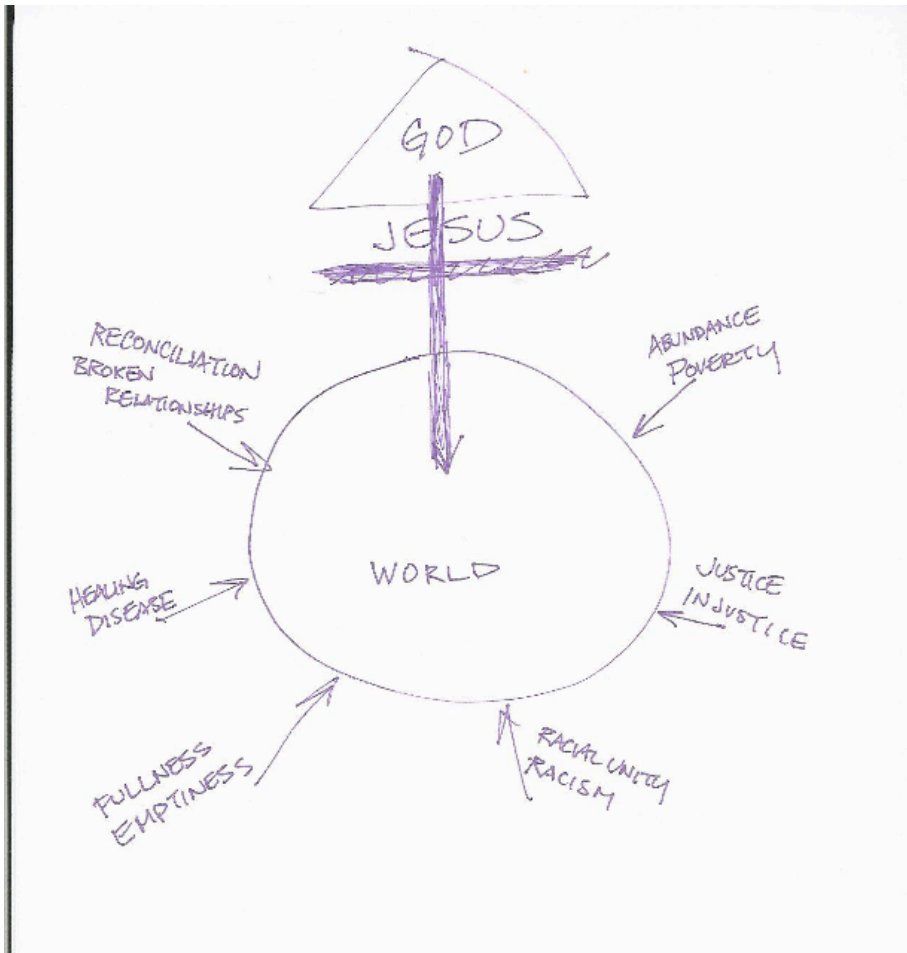 GOD
JESUS
RECONCILIATION
BROKEN
RELATIONSHIPS
ABUNDANCE
POVERTY
HEALING
DISEASE
WORLD
JUSTICE
INJUSTICE
FULLNESS
EMPTINESS
RACIAL UNITY
RACISM